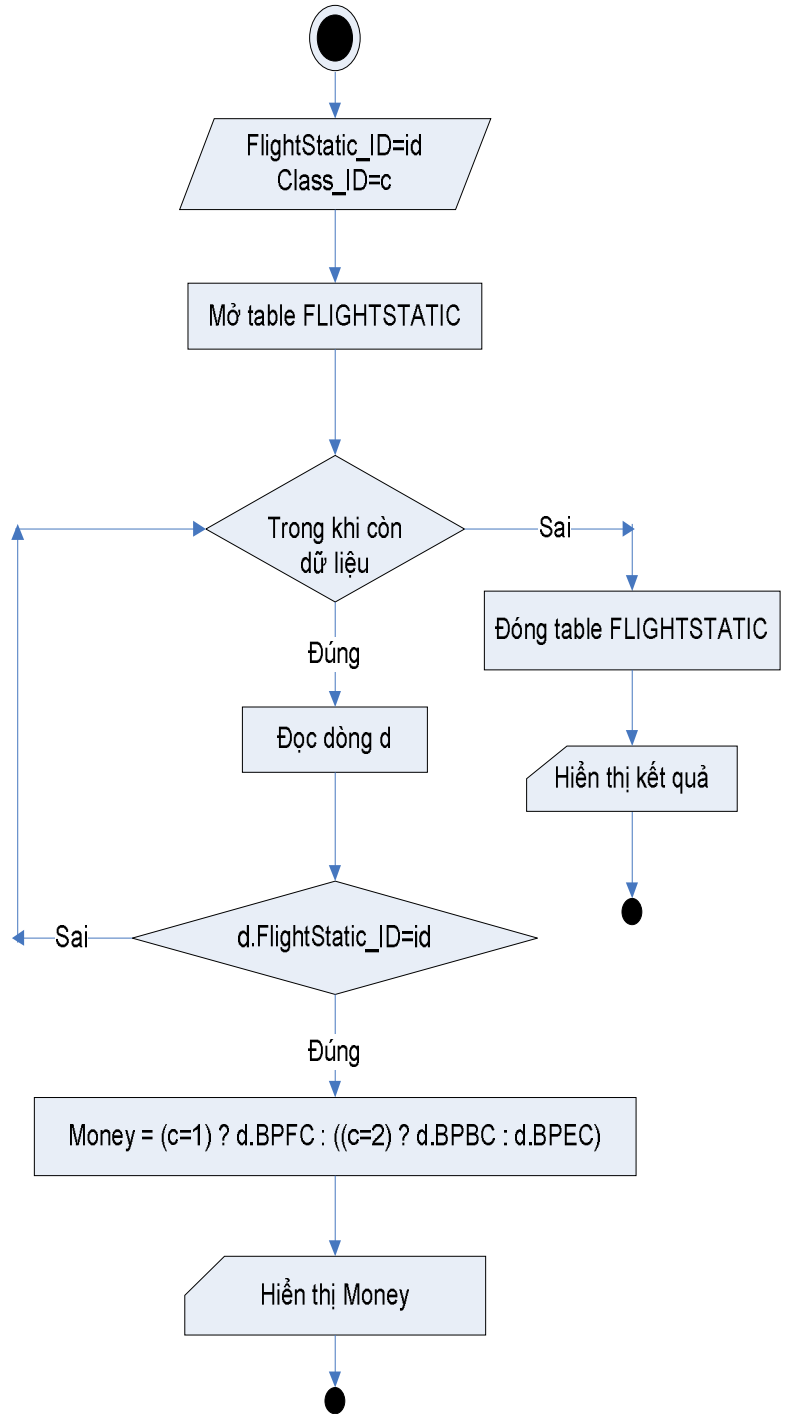 FlightStatic_ID=id
Class_ID=c
Mở table FLIGHTSTATIC
Trong khi còn
dữ liệu
Sai
Đóng table FLIGHTSTATIC
Đúng
Đọc dòng d
Hiển thị kết quả
d.FlightStatic_ID=id
Sai
Đúng
Money = (c=1) ? d.BPFC : ((c=2) ? d.BPBC : d.BPEC)
Hiển thị Money